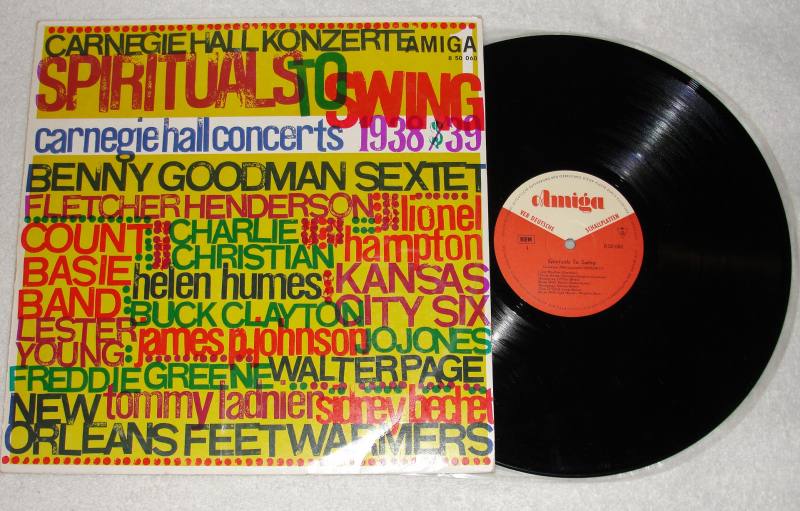 CARNEGIE HALL KONZERTE AMIGA 1
8 50 060
SPIRITUALS TO SWING
carnegie hall concerts 1938 & 39
BENNY GOODMAN SEXTET
FLETCHER HENDERSON lionel hampton
COUNT BASIE BAND: CHARLIE CHRISTIAN
helen humes: KANSAS CITY SIX
BUCK CLAYTON
LESTER YOUNG: james p. johnson JO JONES
FREDDIE GREENE WALTER PAGE
NEW tommy ladnier sidney bechet
ORLEANS FEETWARMERS
Amiga
VEB DEUTSCHE SCHALLPLATTEN
Spirituals To Swing